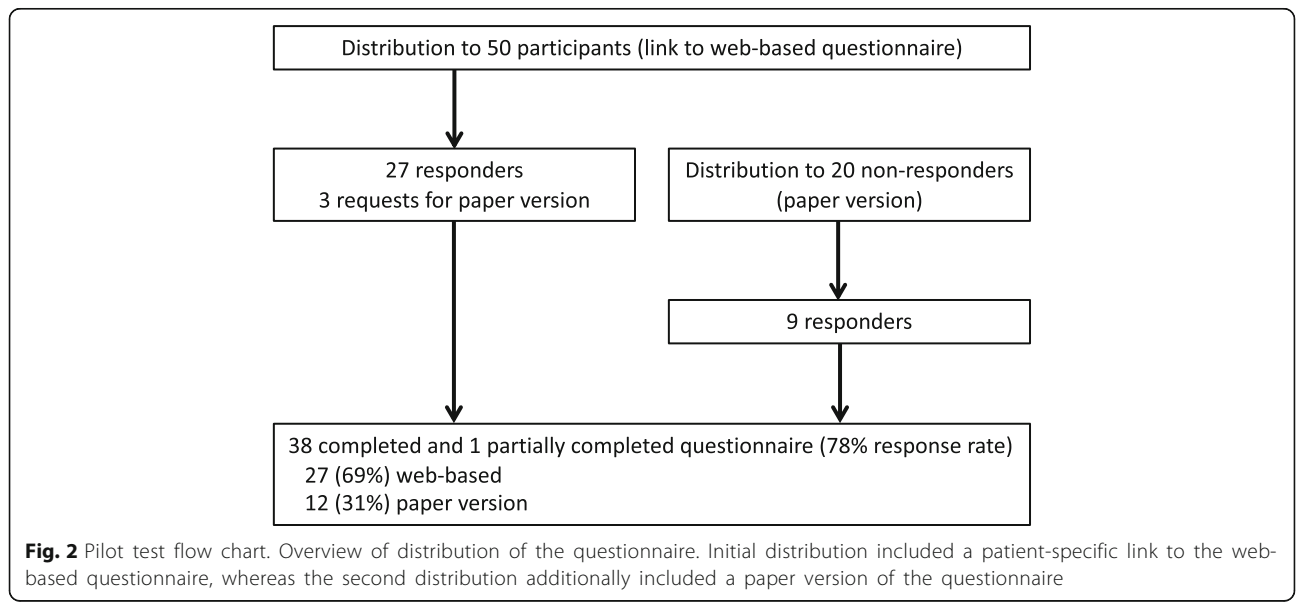 Distribution to 50 participants (link to web-based questionnaire)
27 responders
3 requests for paper version
Distribution to 20 non-responders
(paper version)
9 responders
38 completed and 1 partially completed questionnaire (78% response rate)
27 (69%) web-based
12 (31%) paper version
Fig. 2 Pilot test flow chart. Overview of distribution of the questionnaire. Initial distribution included a patient-specific link to the web-
based questionnaire, whereas the second distribution additionally included a paper version of the questionnaire